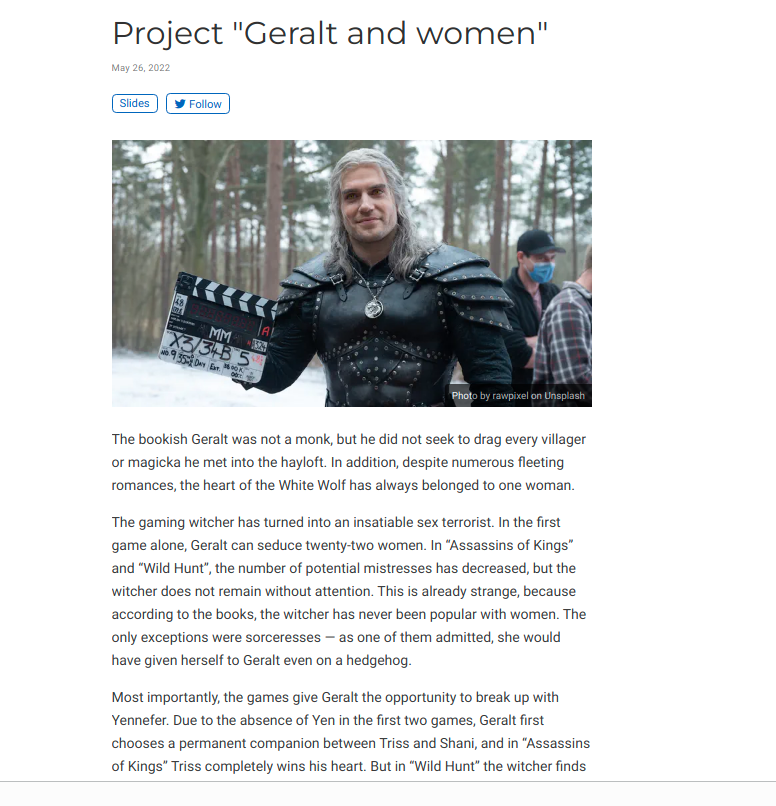 Project "Geralt and women"
May 26, 2022
Slides
Follow
MM
X3/34B 5
Photo by rawpixel on Unsplash
The bookish Geralt was not a monk, but he did not seek to drag every villager
or magicka he met into the hayloft. In addition, despite numerous fleeting
romances, the heart of the White Wolf has always belonged to one woman.
The gaming witcher has turned into an insatiable sex terrorist. In the first
game alone, Geralt can seduce twenty-two women. In “Assassins of Kings”
and “Wild Hunt”, the number of potential mistresses has decreased, but the
witcher does not remain without attention. This is already strange, because
according to the books, the witcher has never been popular with women. The
only exceptions were sorceresses — as one of them admitted, she would
have given herself to Geralt even on a hedgehog.
Most importantly, the games give Geralt the opportunity to break up with
Yennefer. Due to the absence of Yen in the first two games, Geralt first
chooses a permanent companion between Triss and Shani, and in “Assassins
of Kings” Triss completely wins his heart. But in “Wild Hunt” the witcher finds